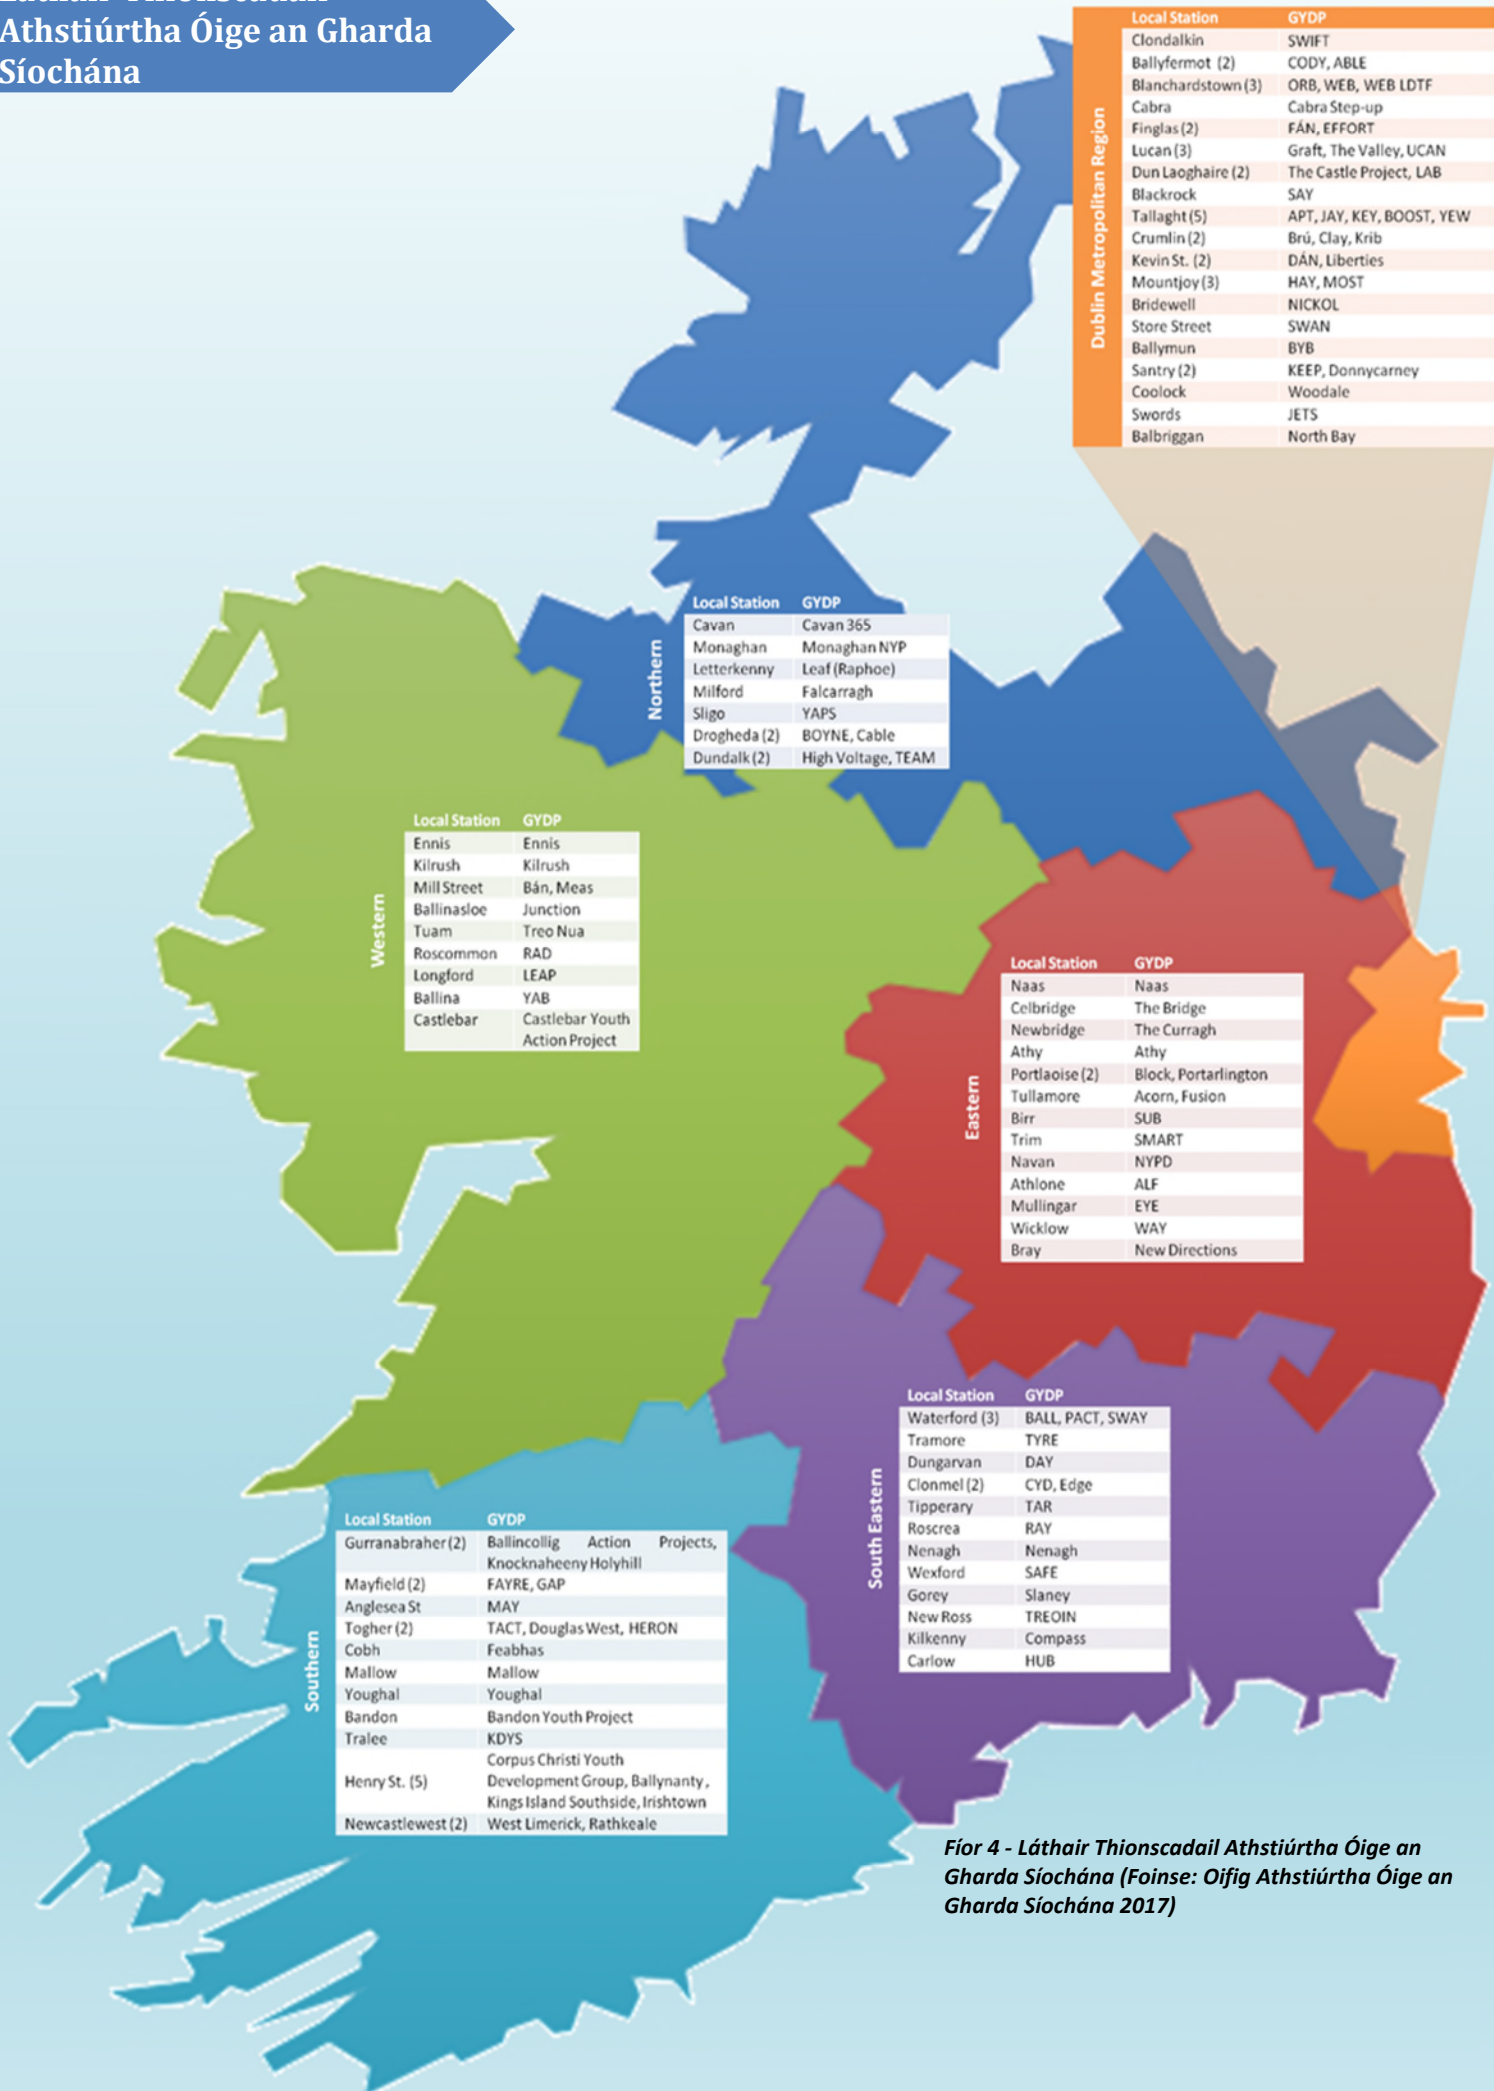 Athstiúrtha Óige an Gharda
Síochána
Dublin Metropolitan Region
Local Station GYDP
Clondalkin SWIFT
Ballyfermot (2) CODY, ABLE
Blanchardstown (3) ORB, WEB, WEB LDTF
Cabra Cabra Step-up
Finglas (2) FÁN, EFFORT
Lucan (3) Graft, The Valley, UCAN
Dun Laoghaire (2) The Castle Project, LAB
Blackrock SAY
Tallaght (5) APT, JAY, KEY, BOOST, YEW
Crumlin (2) Brú, Clay, Krib
Kevin St. (2) DÁN, Liberties
Mountjoy (3) HAY, MOST
Bridewell NICKOL
Store Street SWAN
Ballymun BYB
Santry (2) KEEP, Donnycarney
Coolock Woodale
Swords JETS
Balbriggan North Bay
Northern
Local Station GYDP
Cavan Cavan 365
Monaghan Monaghan NYP
Letterkenny Leaf (Raphoe)
Milford Falcarragh
Sligo YAPS
Drogheda (2) BOYNE, Cable
Dundalk (2) High Voltage, TEAM
Western
Local Station GYDP
Ennis Ennis
Kilrush Kilrush
Mill Street Bán, Meas
Ballinasloe Junction
Tuam Treo Nua
Roscommon RAD
Longford LEAP
Ballina YAB
Castlebar Castlebar Youth
Action Project
Eastern
Local Station GYDP
Naas Naas
Celbridge The Bridge
Newbridge The Curragh
Athy Athy
Portlaoise (2) Block, Portarlington
Tullamore Acorn, Fusion
Birr SUB
Trim SMART
Navan NYPD
Athlone ALF
Mullingar EYE
Wicklow WAY
Bray New Directions
South Eastern
Local Station GYDP
Waterford (3) BALL, PACT, SWAY
Tramore TYRE
Dungarvan DAY
Clonmel (2) CYD, Edge
Tipperary TAR
Roscrea RAY
Nenagh Nenagh
Wexford SAFE
Gorey Slaney
New Ross TREOIN
Kilkenny Compass
Carlow HUB
Southern
Local Station GYDP
Gurranabraher (2) Ballincollig Action Projects,
Knocknaheeny Holyhill
Mayfield (2) FAYRE, GAP
Anglesea St MAY
Togher (2) TACT, Douglas West, HERON
Cobh Feabhas
Mallow Mallow
Youghal Youghal
Bandon Bandon Youth Project
Tralee KDYS
Corpus Christi Youth
Henry St. (5) Development Group, Ballynanty,
Kings Island Southside, Irishtown
Newcastlewest (2) West Limerick, Rathkeale
Fíor 4 - Láthair Thionscadail Athstiúrtha Óige an
Gharda Síochána (Foinse: Oifig Athstiúrtha Óige an
Gharda Síochána 2017)